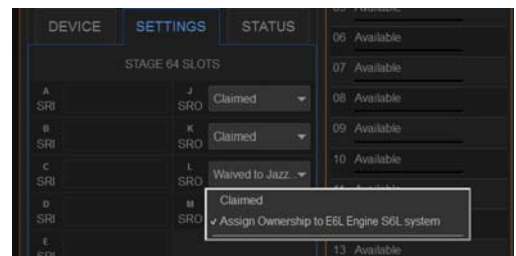 DEVICE SETTINGS STATUS
STAGE 64 SLOTS
A
SRI
J
SRO Claimed
B
SRI
K
SRO Claimed
C
SRI
L
SRO Waived to Jazz...
D
SRI
M
SRO
Claimed
✓ Assign Ownership to E6L Engine S6L system
E
05 Available
06 Available
07 Available
08 Available
09 Available
10 Available
13 Available